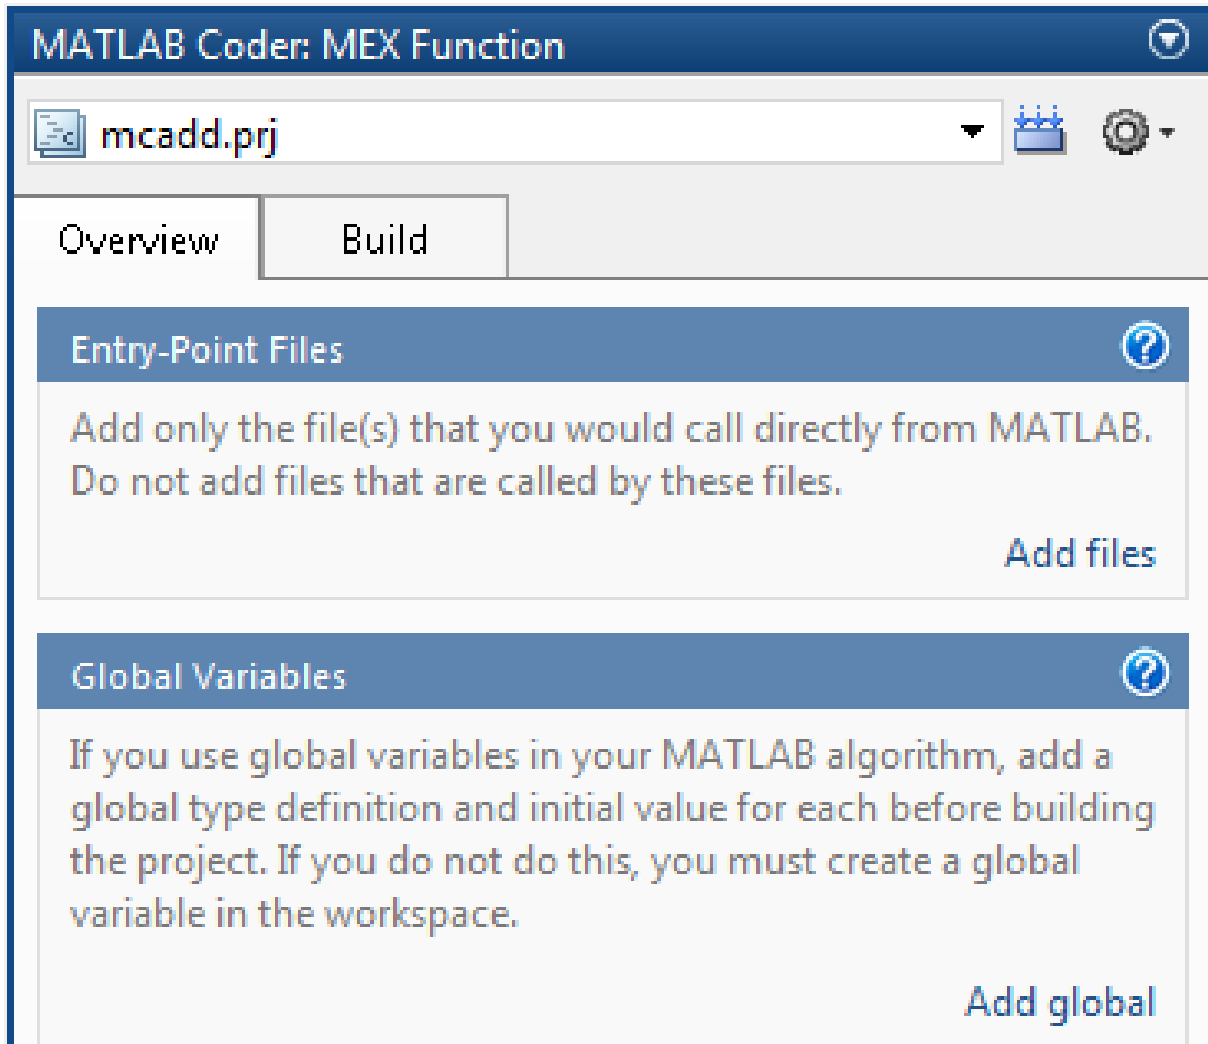 MATLAB Coder: MEX Function
mcadd.prj
Overview
Build
Entry-Point Files
Add only the file(s) that you would call directly from MATLAB.
Do not add files that are called by these files.
Add files
Global Variables
If you use global variables in your MATLAB algorithm, add a
global type definition and initial value for each before building
the project. If you do not do this, you must create a global
variable in the workspace.
Add global